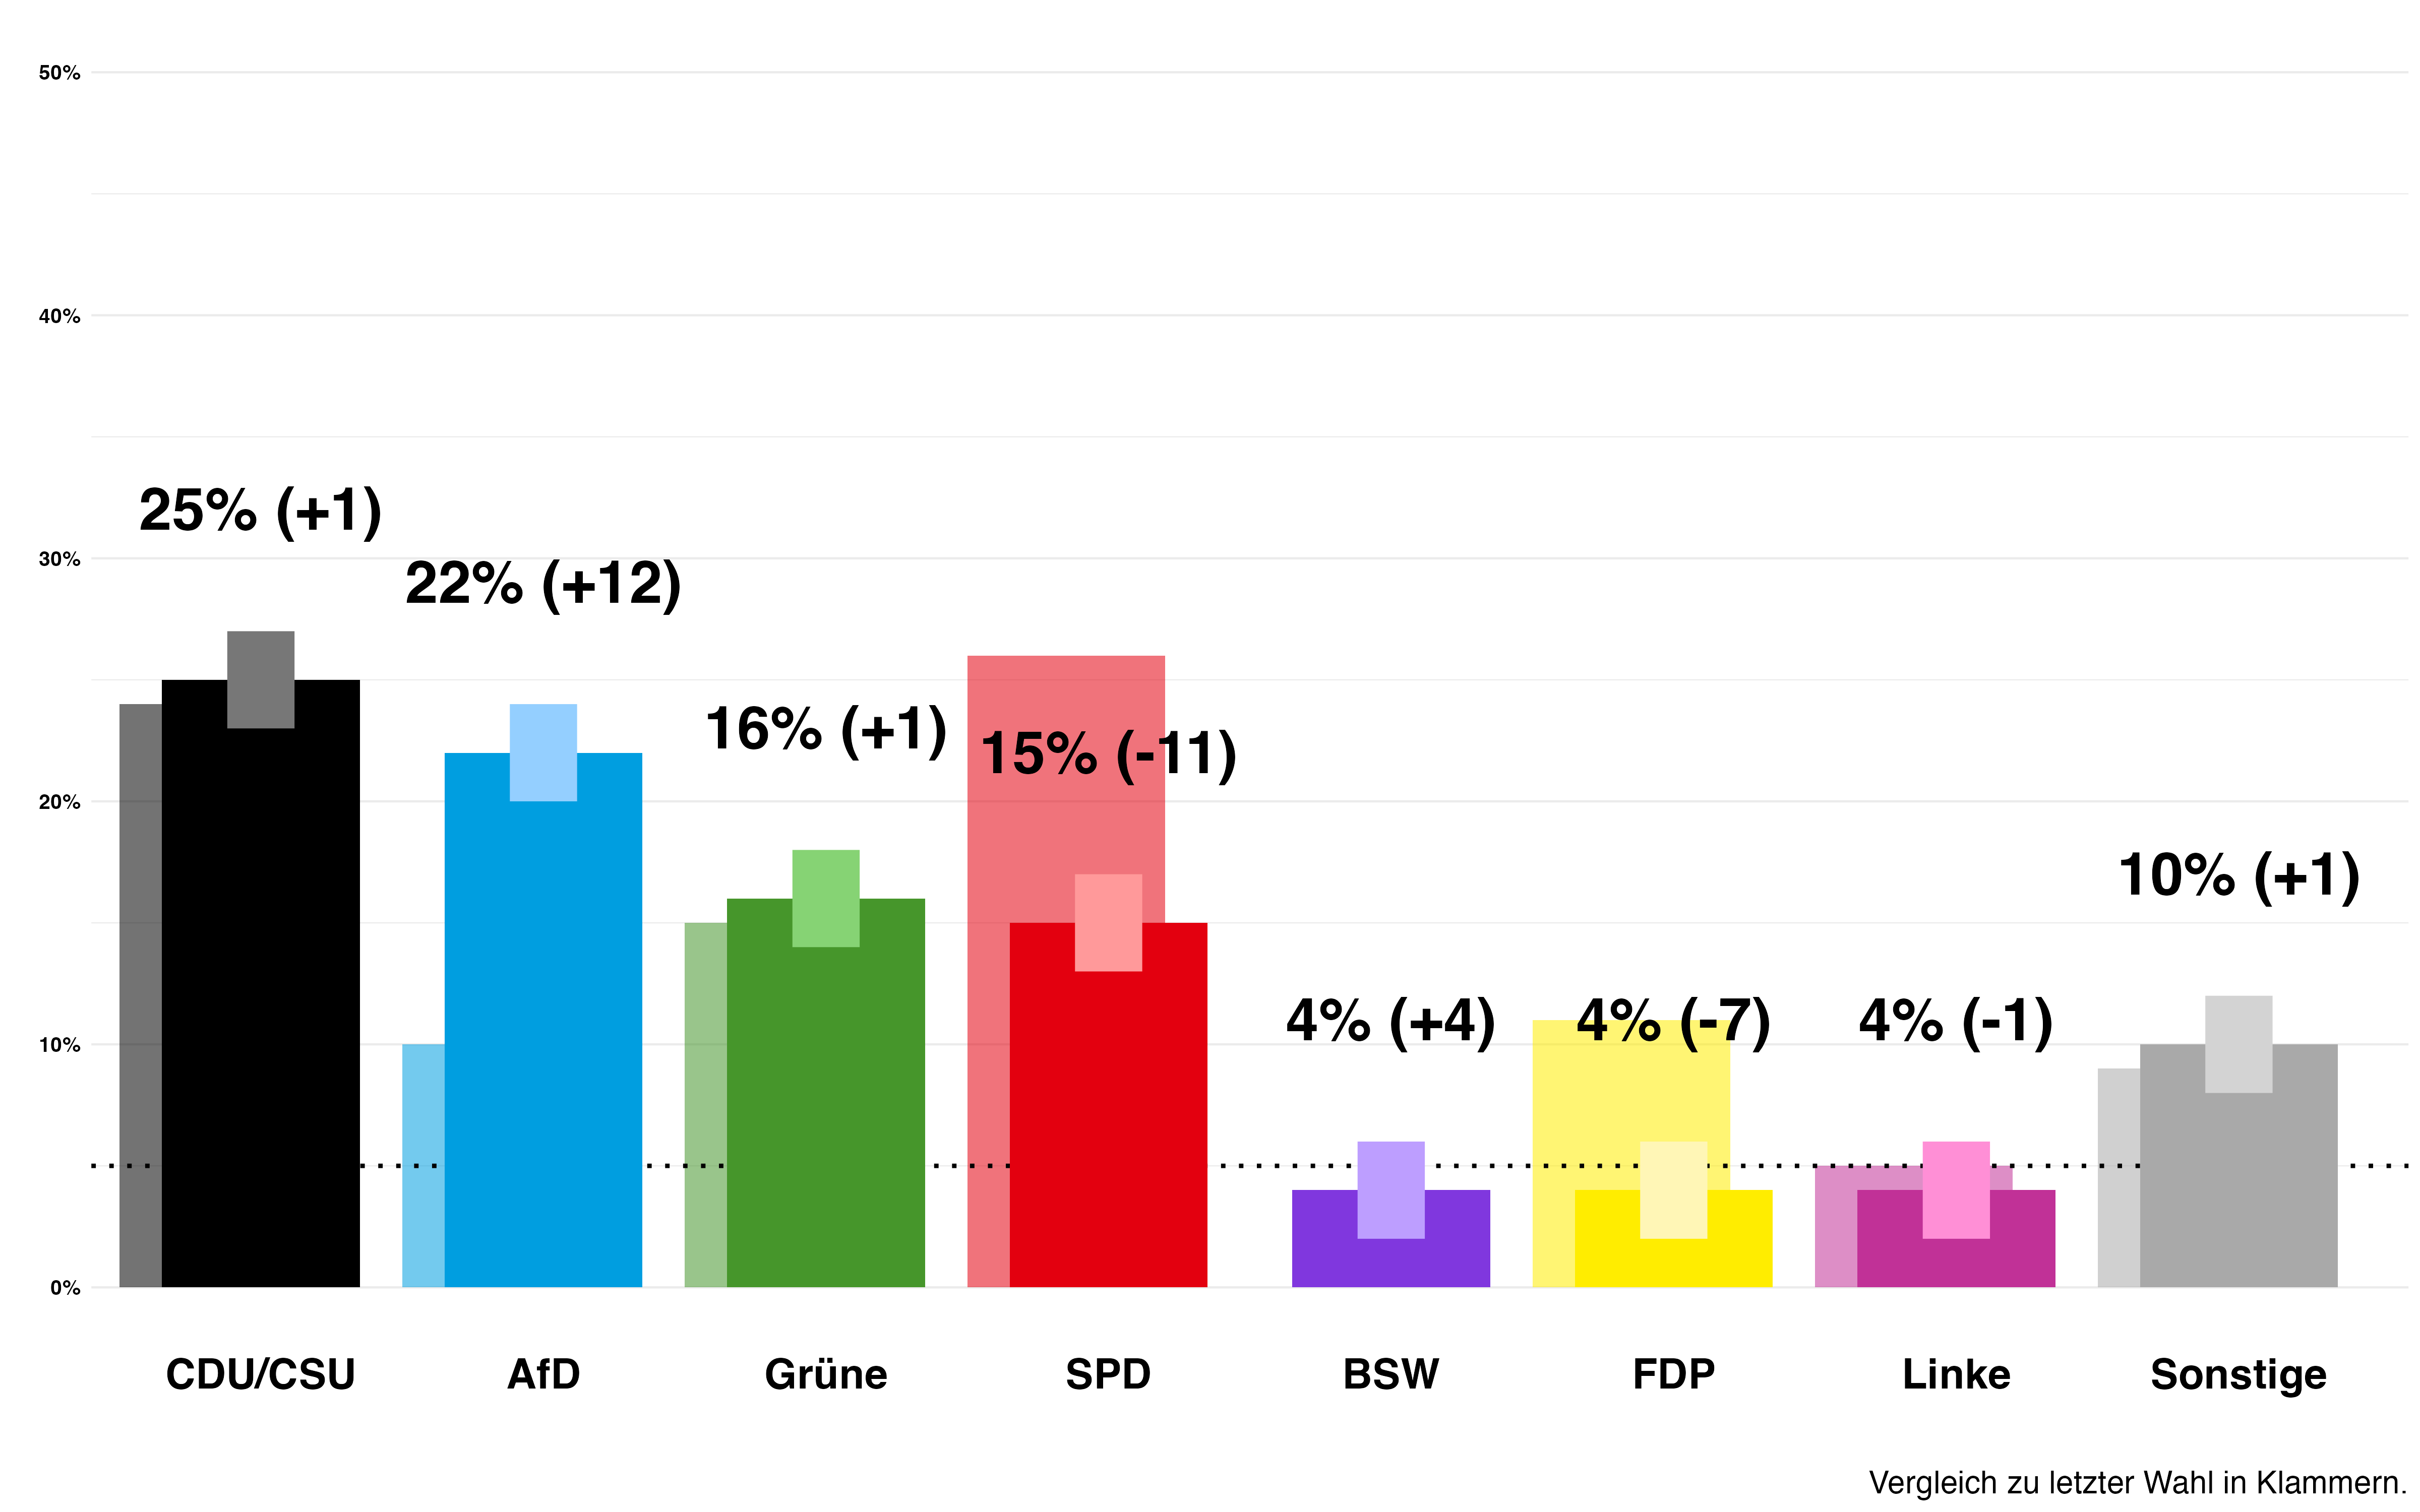 50%
40%
30%
20%
10%
0%
25% (+1)
22% (+12)
16% (+1)
15% (-11)
4% (+4)
4% (-7)
4% (-1)
10% (+1)
CDU/CSU
AfD
Grüne
SPD
BSW
FDP
Linke
Sonstige
Vergleich zu letzter Wahl in Klammern.